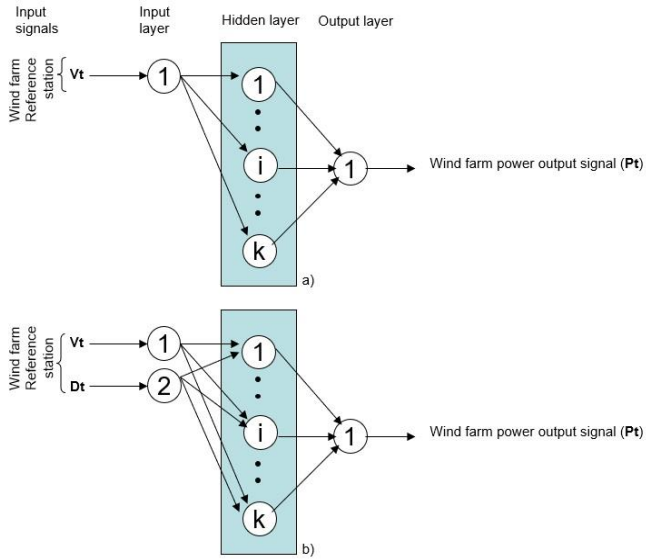 Input signals
Input layer
Hidden layer
Output layer
Wind farm
Reference
station
Vt
1
1
i
k
1
Wind farm power output signal (Pt)
a)
Wind farm
Reference
station
Vt
Dt
1
2
1
i
k
1
Wind farm power output signal (Pt)
b)